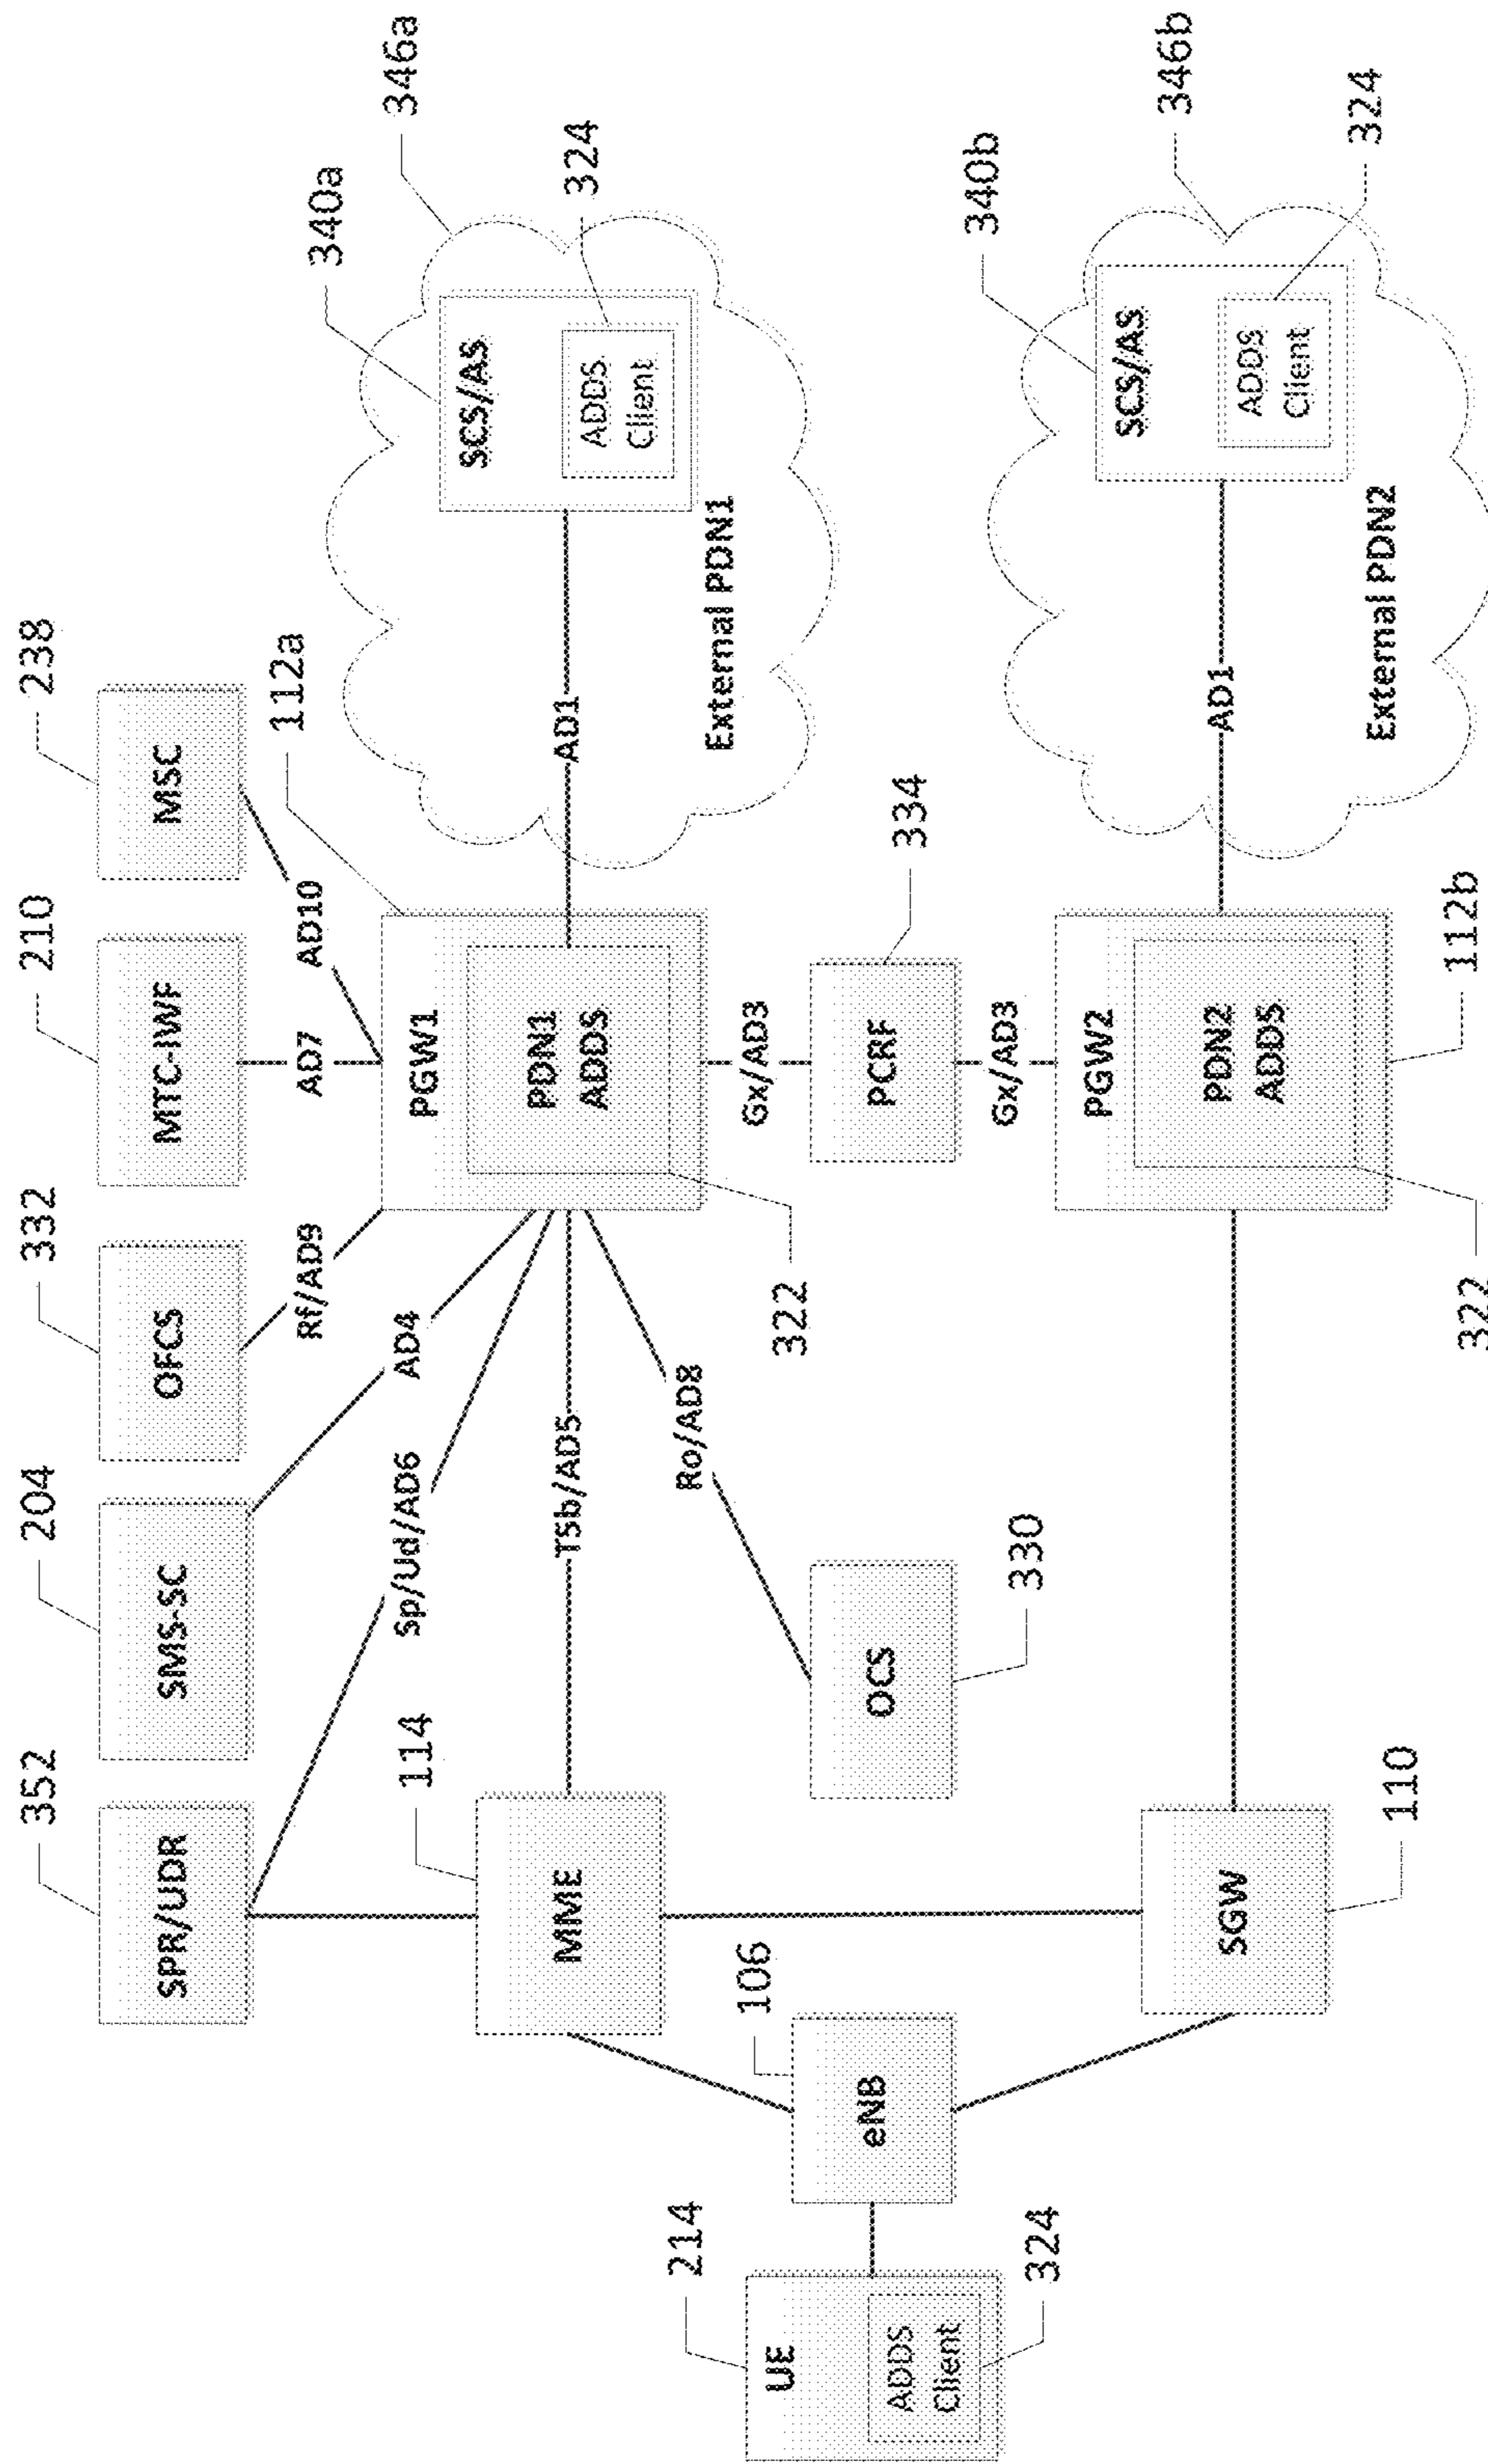 352
204
332
210
238
SPR/UDR
SMS-SC
OFCS
MTC-IWF
MSC
112a
340a
346a
324
Rf/AD9
AD7
AD10
AD4
Sp/Ud/AD6
114
MME
T5b/AD5
PGW1
PDN1
ADDS
AD1
SCS/AS
ADDS
Client
External PDN1
Ro/AD8
322
Gx/AD3
214
UE
ADDS
Client
324
106
eNB
OCS
330
PCRF
334
Gx/AD3
340b
346b
324
SGW
110
PGW2
PDN2
ADDS
322
112b
AD1
SCS/AS
ADDS
Client
External PDN2